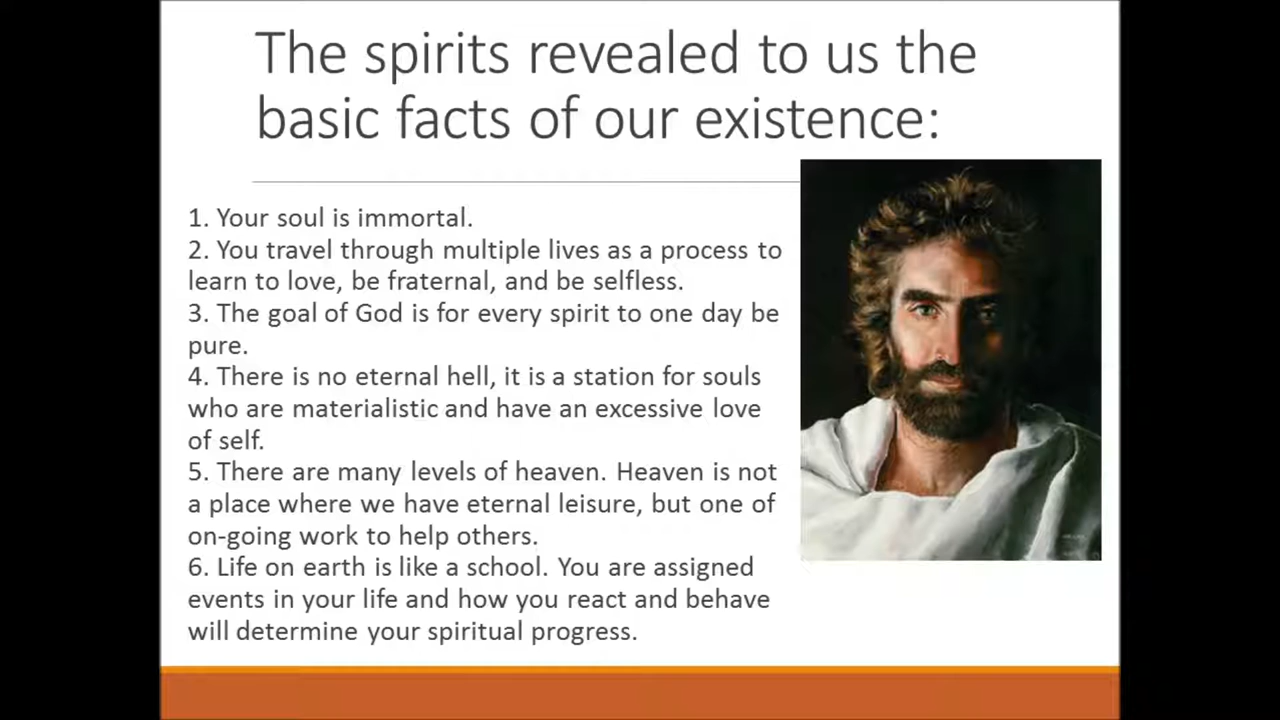 The spirits revealed to us the
basic facts of our existence:
1. Your soul is immortal.
2. You travel through multiple lives as a process to
learn to love, be fraternal, and be selfless.
3. The goal of God is for every spirit to one day be
pure.
4. There is no eternal hell, it is a station for souls
who are materialistic and have an excessive love
of self.
5. There are many levels of heaven. Heaven is not
a place where we have eternal leisure, but one of
on-going work to help others.
6. Life on earth is like a school. You are assigned
events in your life and how you react and behave
will determine your spiritual progress.